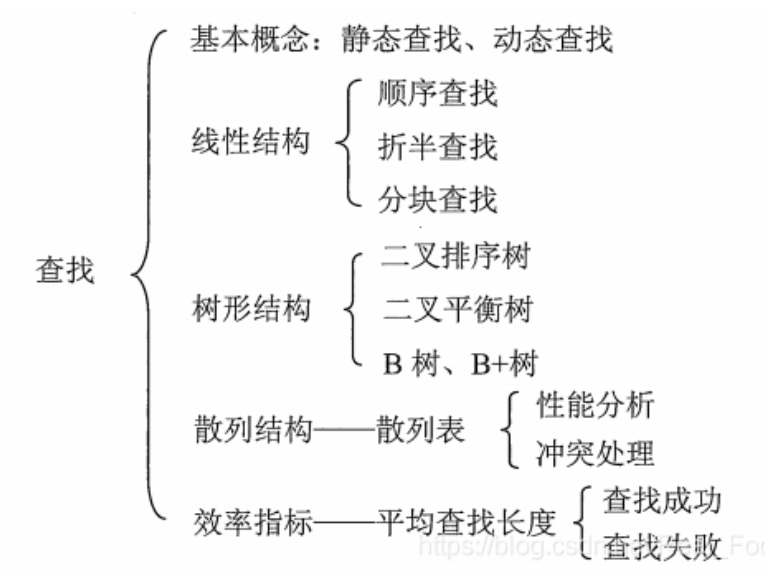 基本概念：静态查找、动态查找
顺序查找
线性结构
折半查找
分块查找
二叉排序树
查找
树形结构
二叉平衡树
B 树、B+树
性能分析
散列结构——散列表
冲突处理
查找成功
效率指标——平均查找长度
查找失败
https://blog.csd